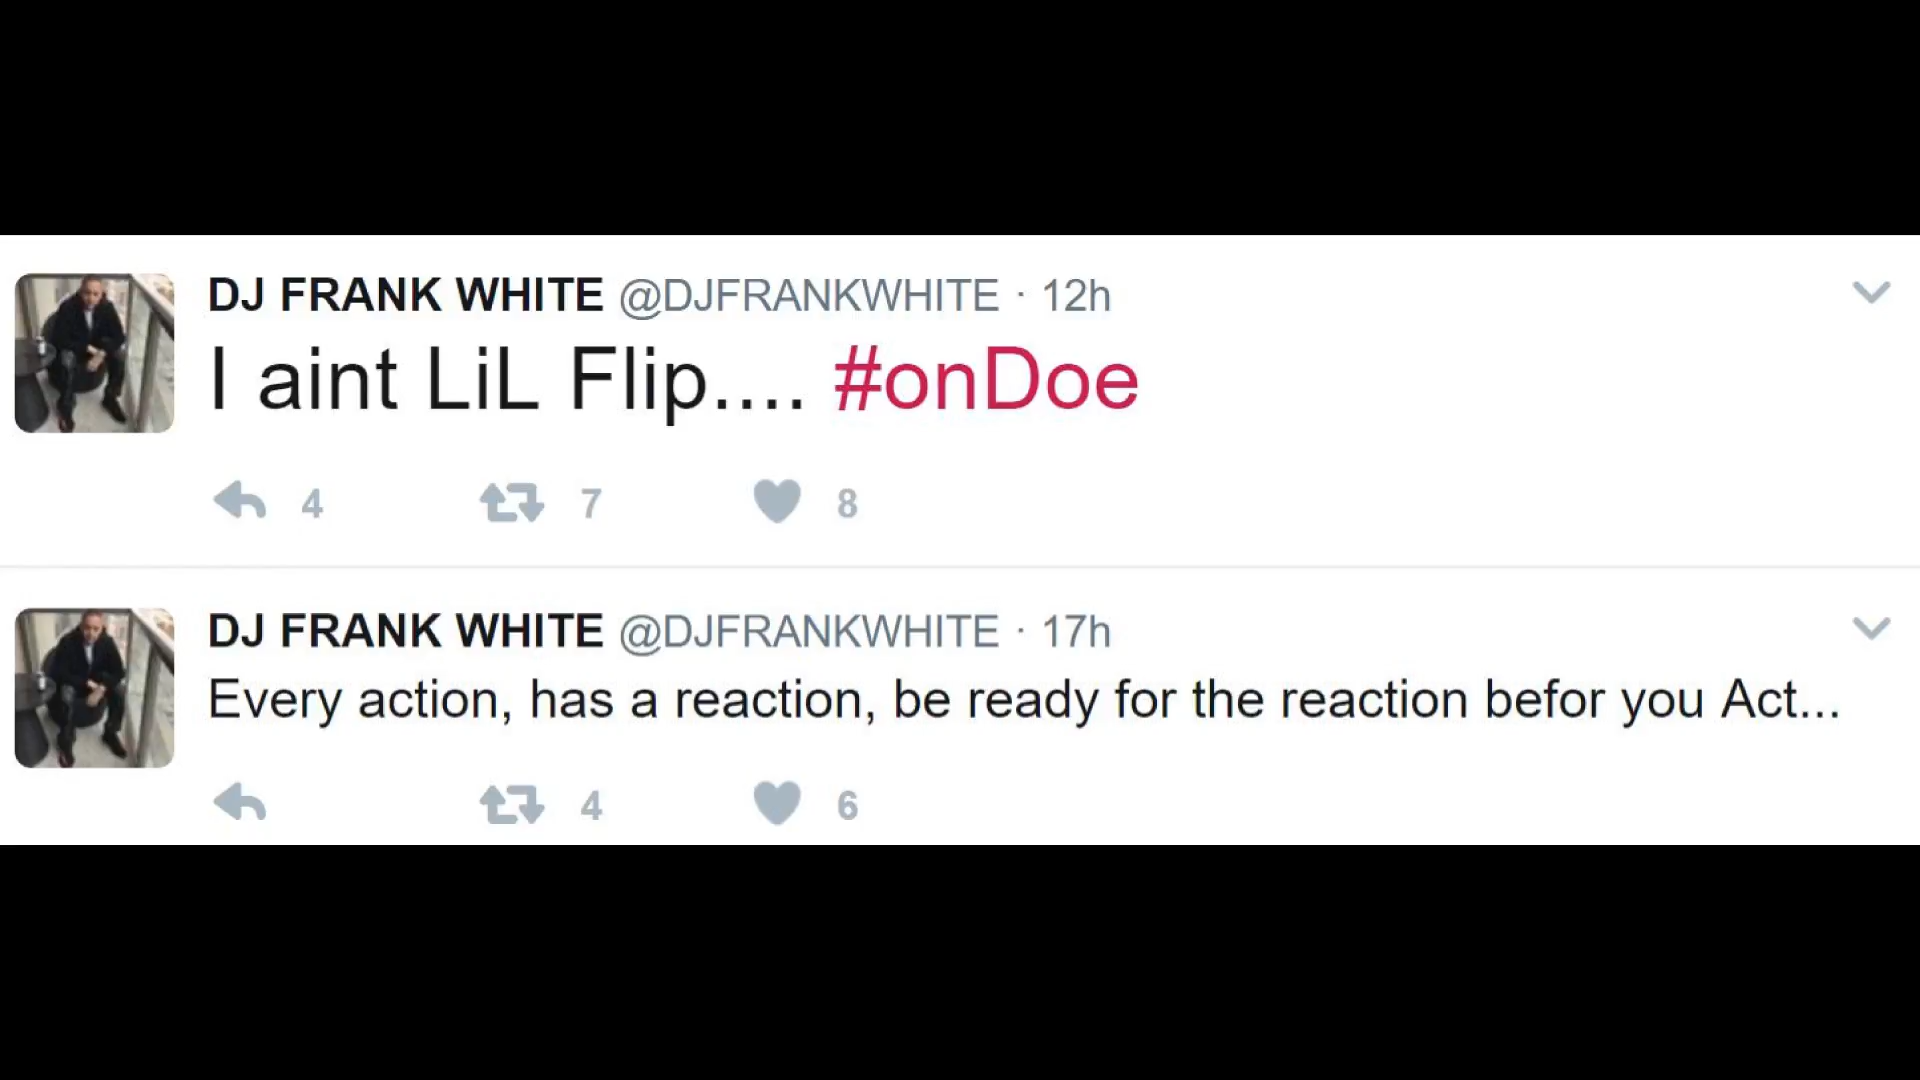 DJ FRANK WHITE @DJFRANKWHITE · 12h
I aint LiL Flip.... #onDoe
4 7 8
DJ FRANK WHITE @DJFRANKWHITE · 17h
Every action, has a reaction, be ready for the reaction befor you Act...
4 6